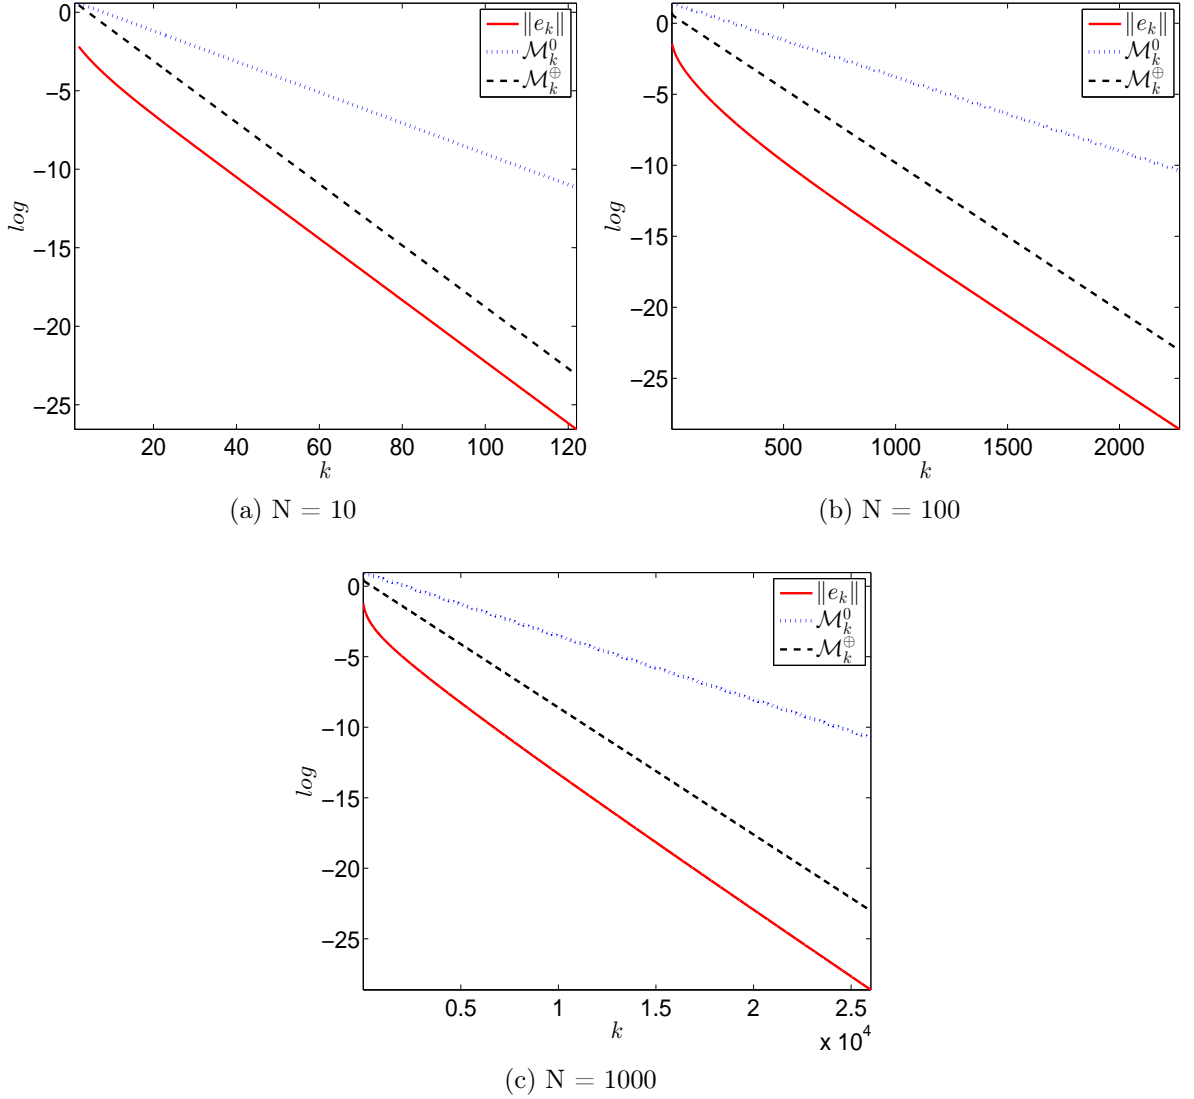 0
−5
−10
−15
−20
−25
log
20 40 60 80 100 120
k
‖e_k‖
ℳ_k^0
ℳ_k^⊕
(a) N = 10
0
−5
−10
−15
−20
−25
log
500 1000 1500 2000
k
‖e_k‖
ℳ_k^0
ℳ_k^⊕
(b) N = 100
0
−5
−10
−15
−20
−25
log
0.5 1 1.5 2 2.5
x 10^4
k
‖e_k‖
ℳ_k^0
ℳ_k^⊕
(c) N = 1000